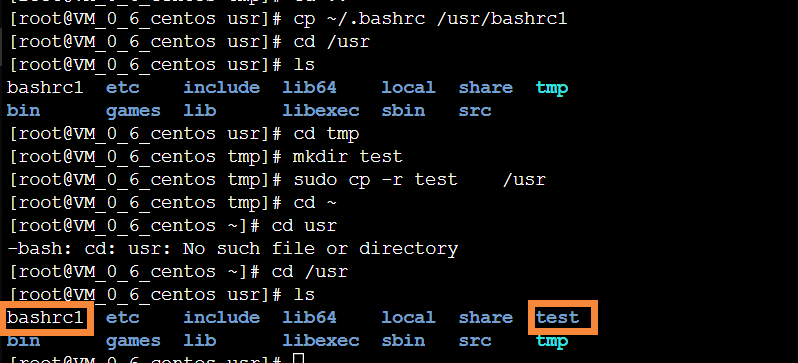 [root@VM_0_6_centos usr]# cp ~/.bashrc /usr/bashrc1
[root@VM_0_6_centos usr]# cd /usr
[root@VM_0_6_centos usr]# ls
bashrc1  etc    include  lib64    local  share  tmp
bin      games  lib      libexec  sbin   src
[root@VM_0_6_centos usr]# cd tmp
[root@VM_0_6_centos tmp]# mkdir test
[root@VM_0_6_centos tmp]# sudo cp -r test    /usr
[root@VM_0_6_centos tmp]# cd ~
[root@VM_0_6_centos ~]# cd usr
-bash: cd: usr: No such file or directory
[root@VM_0_6_centos ~]# cd /usr
[root@VM_0_6_centos usr]# ls
bashrc1  etc    include  lib64    local  share  test
bin      games  lib      libexec  sbin   src    tmp
[root@VM_0_6_centos usr]#